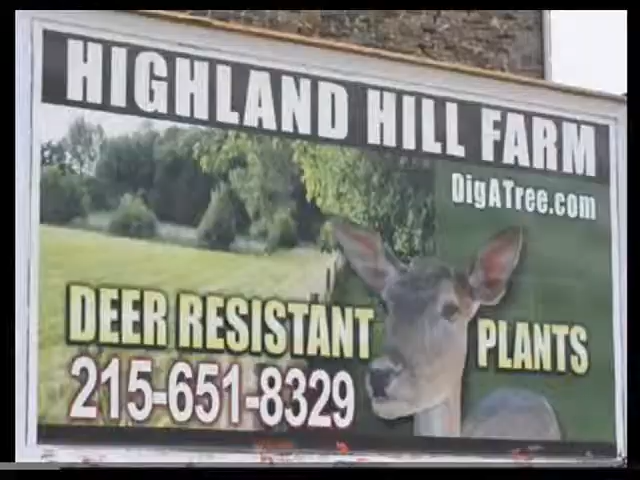 HIGHLAND HILL FARM
DigATree.com
DEER RESISTANT PLANTS
215-651-8329